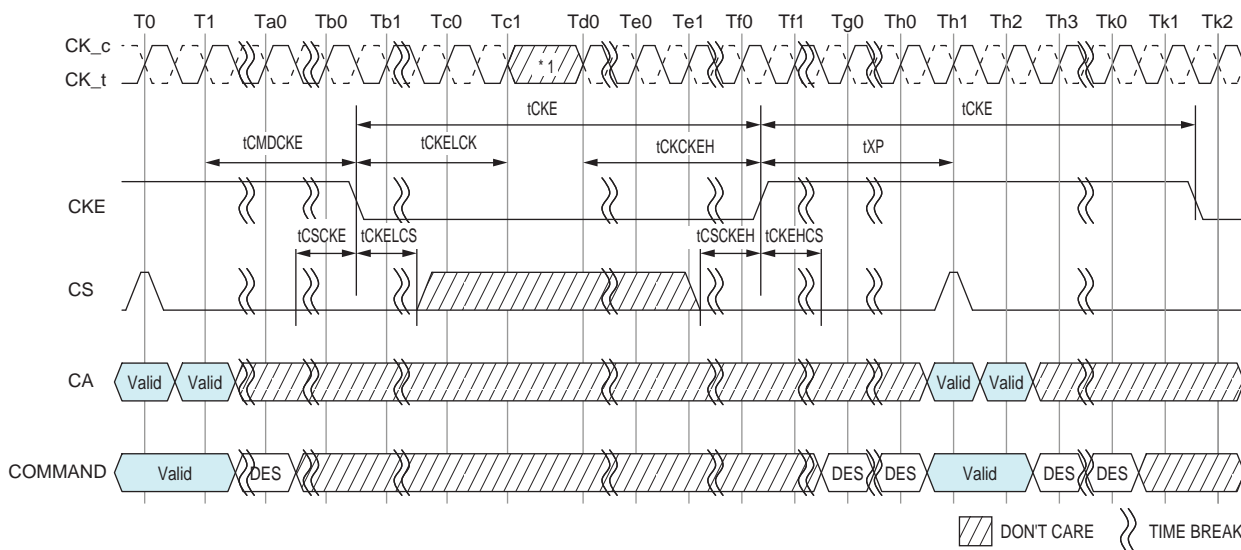 T0 T1 Ta0 Tb0 Tb1 Tc0 Tc1 Td0 Te0 Te1 Tf0 Tf1 Tg0 Th0 Th1 Th2 Th3 Tk0 Tk1 Tk2
CK_c
* 1
CK_t
tCKE tCKE
tCMDCKE tCKELCK tCKCKEH tXP
CKE
tCSCKE tCKELCS tCSCKEH tCKEHCS
CS
CA Valid Valid Valid Valid
COMMAND Valid DES DES DES Valid DES DES
DON'T CARE TIME BREAK